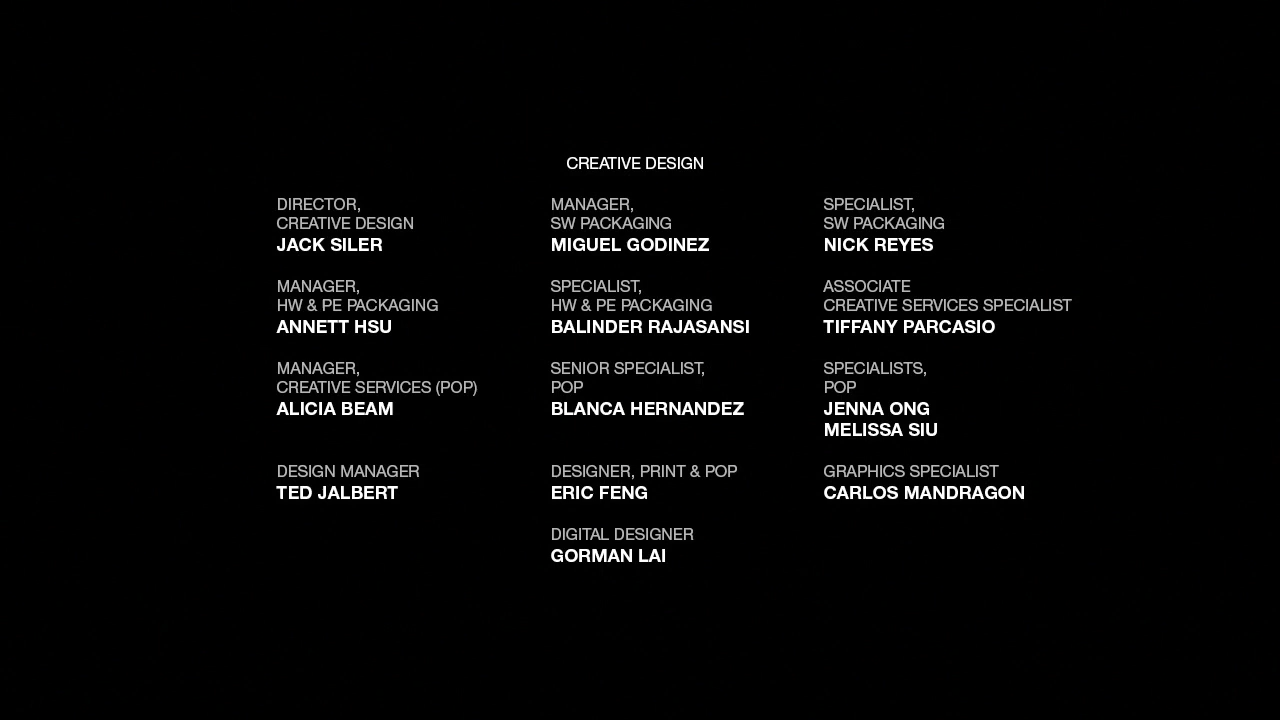 CREATIVE DESIGN
DIRECTOR,
CREATIVE DESIGN
JACK SILER
MANAGER,
SW PACKAGING
MIGUEL GODINEZ
SPECIALIST,
SW PACKAGING
NICK REYES
MANAGER,
HW & PE PACKAGING
ANNETT HSU
SPECIALIST,
HW & PE PACKAGING
BALINDER RAJASANSI
ASSOCIATE
CREATIVE SERVICES SPECIALIST
TIFFANY PARCASIO
MANAGER,
CREATIVE SERVICES (POP)
ALICIA BEAM
SENIOR SPECIALIST,
POP
BLANCA HERNANDEZ
SPECIALISTS,
POP
JENNA ONG
MELISSA SIU
DESIGN MANAGER
TED JALBERT
DESIGNER, PRINT & POP
ERIC FENG
GRAPHICS SPECIALIST
CARLOS MANDRAGON
DIGITAL DESIGNER
GORMAN LAI